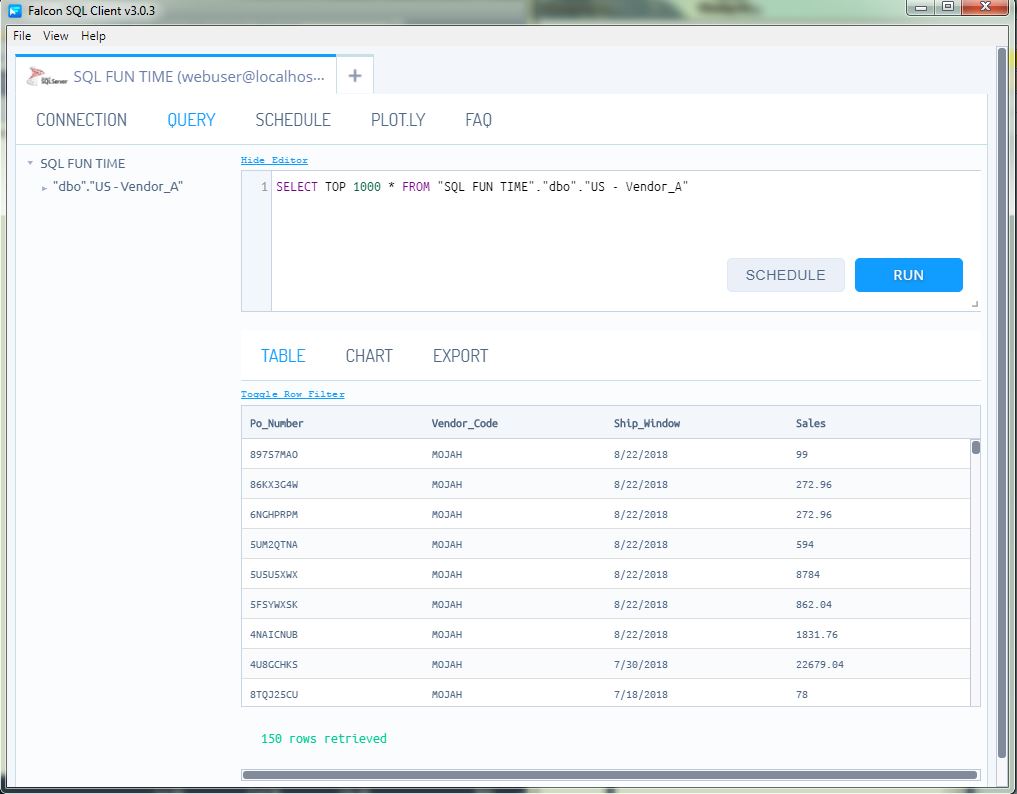 Falcon SQL Client v3.0.3
File View Help
SQL Server SQL FUN TIME (webuser@localhos... +
CONNECTION QUERY SCHEDULE PLOT.LY FAQ
SQL FUN TIME
"dbo"."US - Vendor_A"
Hide Editor
1 SELECT TOP 1000 * FROM "SQL FUN TIME"."dbo"."US - Vendor_A"
SCHEDULE RUN
TABLE CHART EXPORT
Toggle Row Filter
Po_Number Vendor_Code Ship_Window Sales
897S7MAO MOJAH 8/22/2018 99
86KX3G4W MOJAH 8/22/2018 272.96
6NGHPRPM MOJAH 8/22/2018 272.96
5UM2QTNA MOJAH 8/22/2018 594
5U5U5XWX MOJAH 8/22/2018 8784
5FSYWXSK MOJAH 8/22/2018 862.04
4NAICNUB MOJAH 8/22/2018 1831.76
4U8GCHKS MOJAH 7/30/2018 22679.04
8TQJ25CU MOJAH 7/18/2018 78
150 rows retrieved